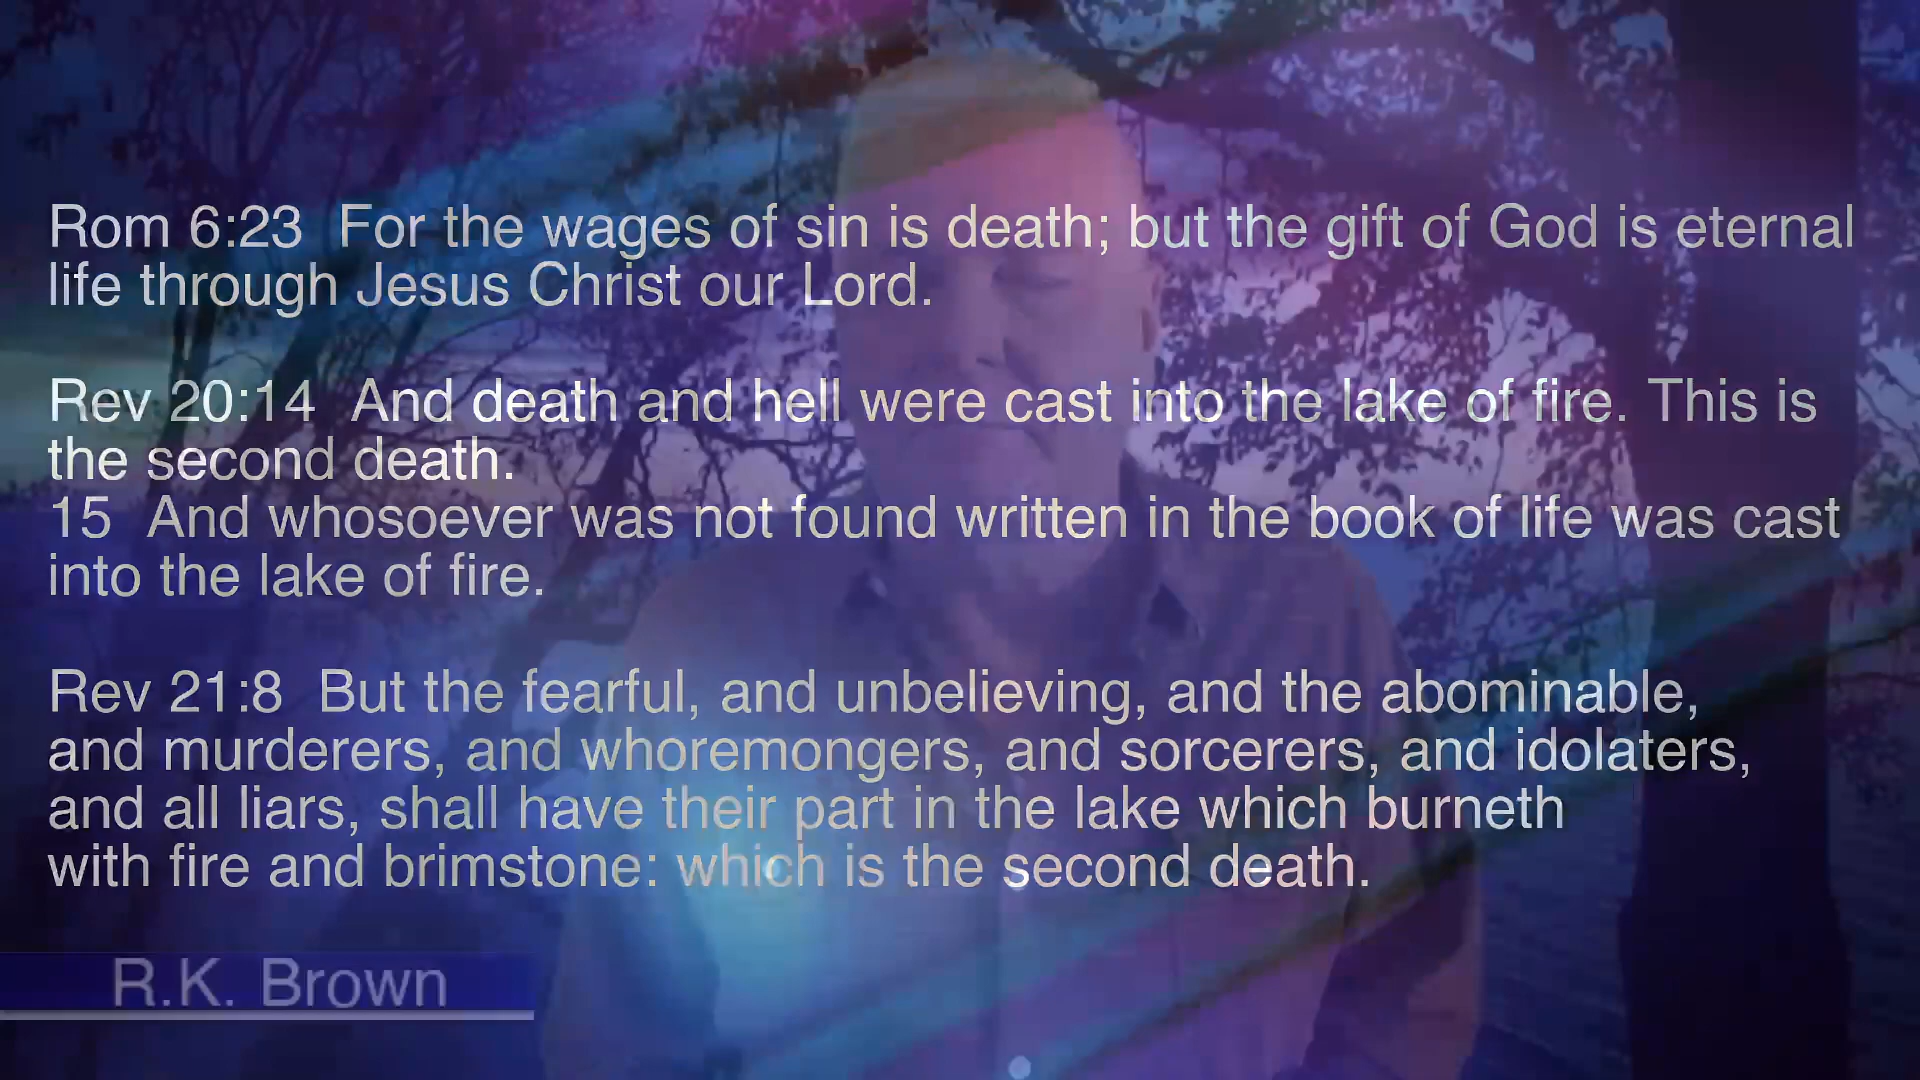 Rom 6:23  For the wages of sin is death; but the gift of God is eternal
life through Jesus Christ our Lord.
Rev 20:14  And death and hell were cast into the lake of fire. This is
the second death.
15  And whosoever was not found written in the book of life was cast
into the lake of fire.
Rev 21:8  But the fearful, and unbelieving, and the abominable,
and murderers, and whoremongers, and sorcerers, and idolaters,
and all liars, shall have their part in the lake which burneth
with fire and brimstone: which is the second death.
R.K. Brown